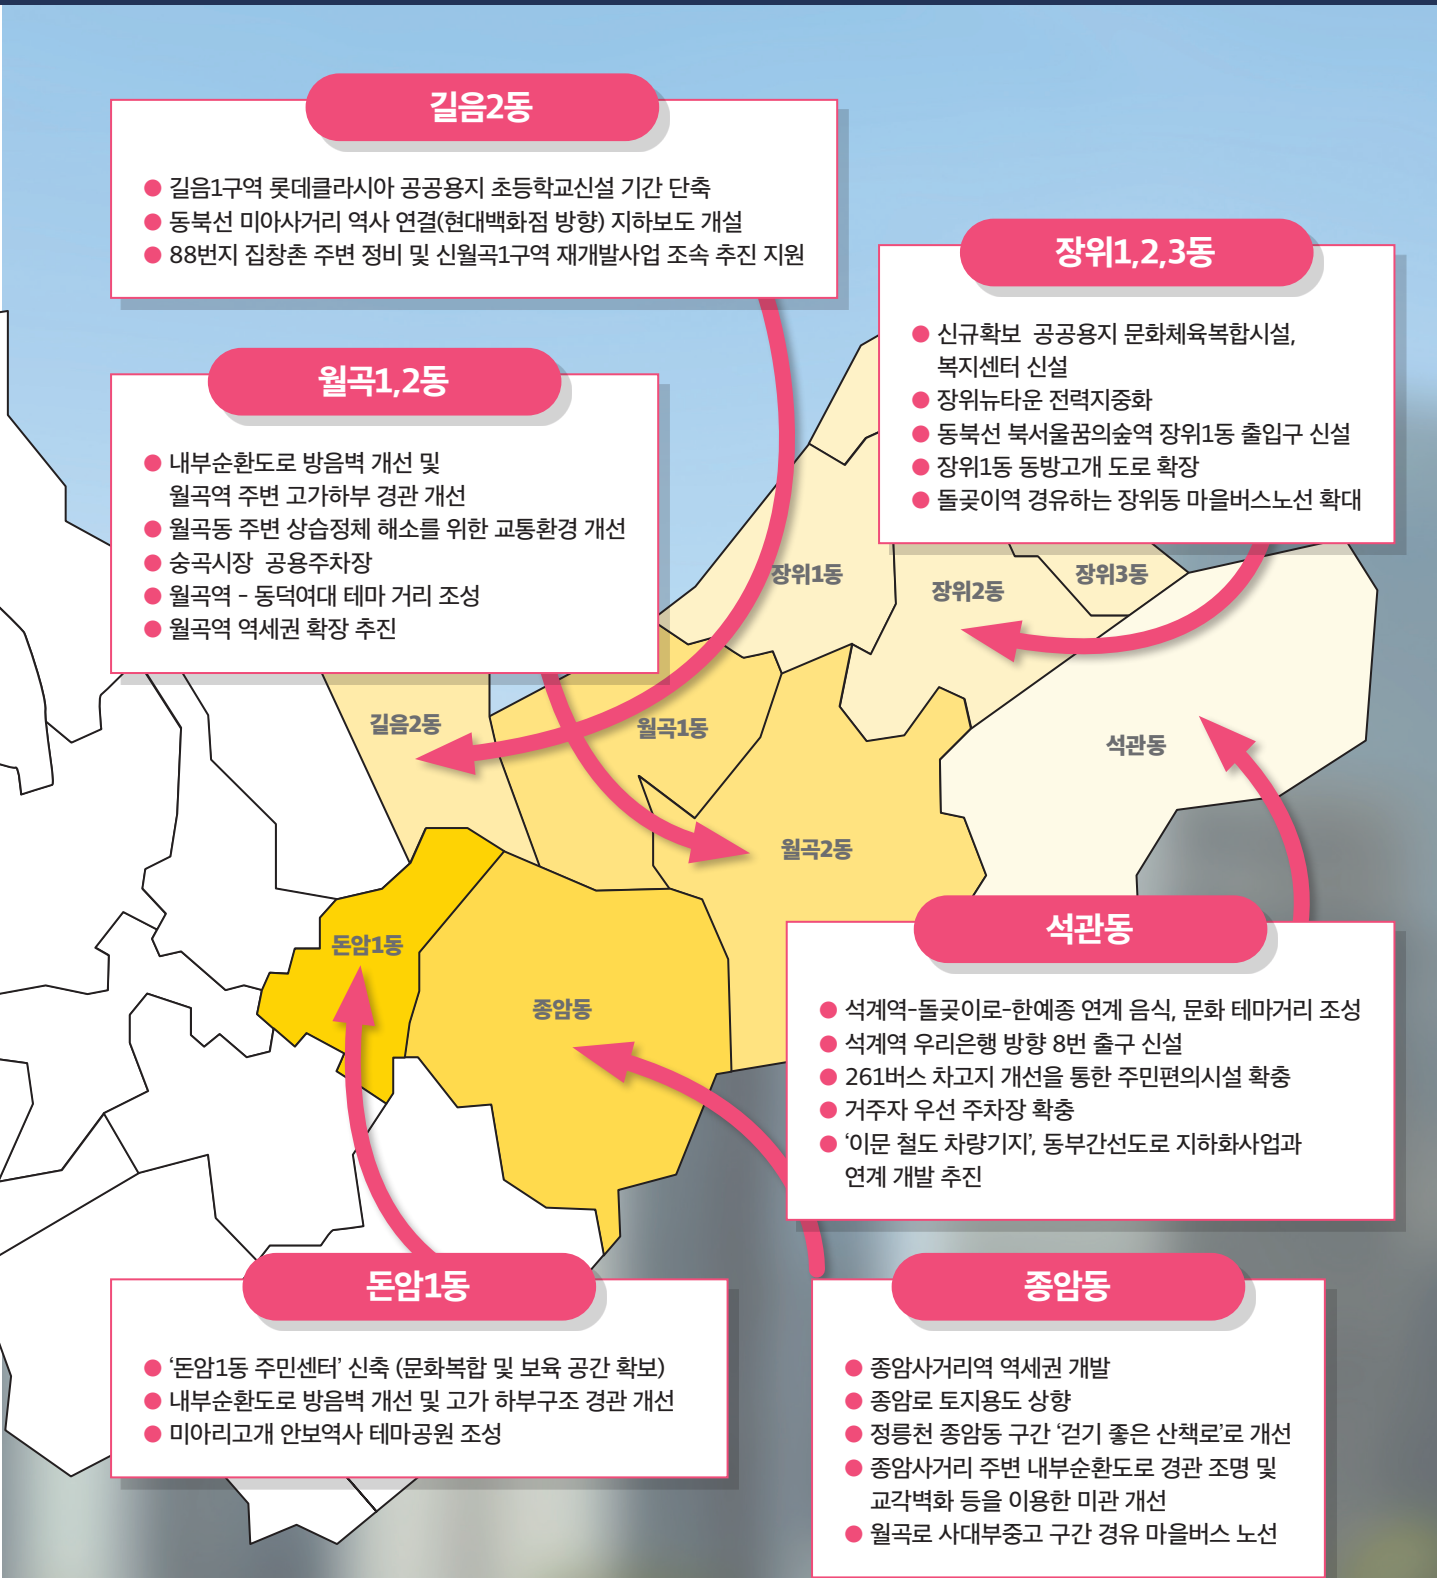 길음2동
● 길음1구역 롯데클라시아 공공용지 초등학교신설 기간 단축
● 동북선 미아사거리 역사 연결(현대백화점 방향) 지하보도 개설
● 88번지 집창촌 주변 정비 및 신월곡1구역 재개발사업 조속 추진 지원
장위1,2,3동
● 신규확보 공공용지 문화체육복합시설,
복지센터 신설
● 장위뉴타운 전력지중화
● 동북선 북서울꿈의숲역 장위1동 출입구 신설
● 장위1동 동방고개 도로 확장
● 돌곶이역 경유하는 장위동 마을버스노선 확대
월곡1,2동
● 내부순환도로 방음벽 개선 및
월곡역 주변 고가하부 경관 개선
● 월곡동 주변 상습정체 해소를 위한 교통환경 개선
● 숭곡시장 공용주차장
● 월곡역 - 동덕여대 테마 거리 조성
● 월곡역 역세권 확장 추진
장위1동
장위2동
장위3동
길음2동
월곡1동
석관동
월곡2동
돈암1동
종암동
석관동
● 석계역-돌곶이로-한예종 연계 음식, 문화 테마거리 조성
● 석계역 우리은행 방향 8번 출구 신설
● 261버스 차고지 개선을 통한 주민편의시설 확충
● 거주자 우선 주차장 확충
● ‘이문 철도 차량기지’, 동부간선도로 지하화사업과
연계 개발 추진
돈암1동
● ‘돈암1동 주민센터’ 신축 (문화복합 및 보육 공간 확보)
● 내부순환도로 방음벽 개선 및 고가 하부구조 경관 개선
● 미아리고개 안보역사 테마공원 조성
종암동
● 종암사거리역 역세권 개발
● 종암로 토지용도 상향
● 정릉천 종암동 구간 ‘걷기 좋은 산책로’로 개선
● 종암사거리 주변 내부순환도로 경관 조명 및
교각벽화 등을 이용한 미관 개선
● 월곡로 사대부중고 구간 경유 마을버스 노선